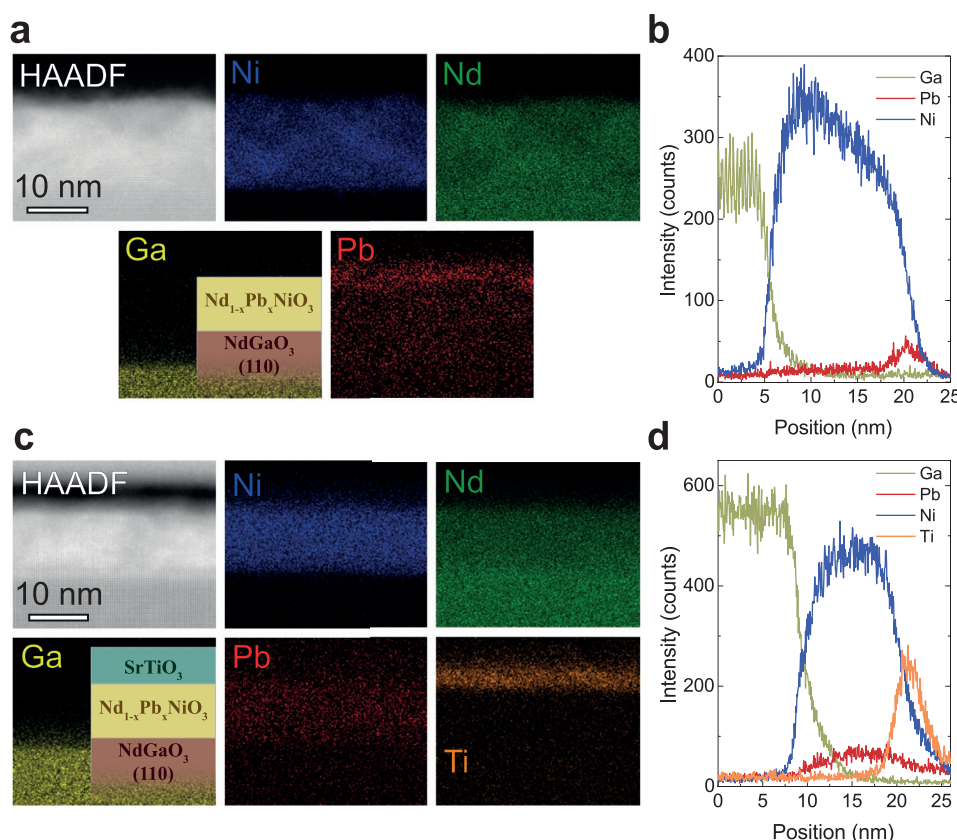 a
HAADF
10 nm
Ni
Nd
Ga
Nd1-xPbxNiO3
NdGaO3
(110)
Pb
b
400
300
200
100
0
Intensity (counts)
0 5 10 15 20 25
Position (nm)
Ga
Pb
Ni
c
HAADF
10 nm
Ni
Nd
Ga
SrTiO3
Nd1-xPbxNiO3
NdGaO3
(110)
Pb
Ti
d
600
400
200
0
Intensity (counts)
0 5 10 15 20 25
Position (nm)
Ga
Pb
Ni
Ti